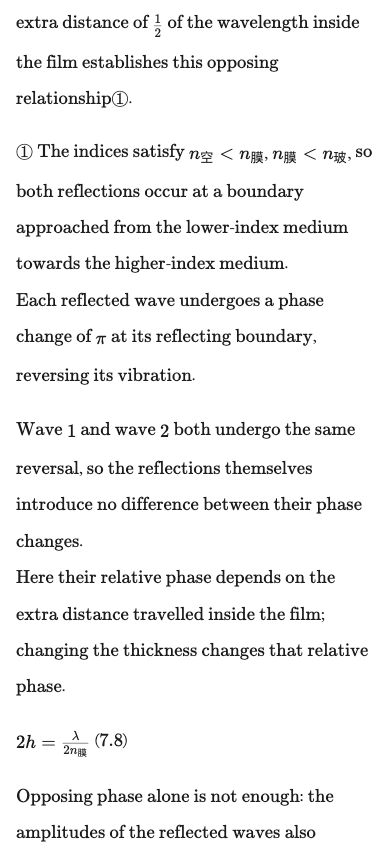 extra distance of 1/2 of the wavelength inside
the film establishes this opposing
relationship①.
① The indices satisfy n空 < n膜, n膜 < n玻, so
both reflections occur at a boundary
approached from the lower-index medium
towards the higher-index medium.
Each reflected wave undergoes a phase
change of π at its reflecting boundary,
reversing its vibration.
Wave 1 and wave 2 both undergo the same
reversal, so the reflections themselves
introduce no difference between their phase
changes.
Here their relative phase depends on the
extra distance travelled inside the film;
changing the thickness changes that relative
phase.
2h = λ/2n膜 (7.8)
Opposing phase alone is not enough: the
amplitudes of the reflected waves also